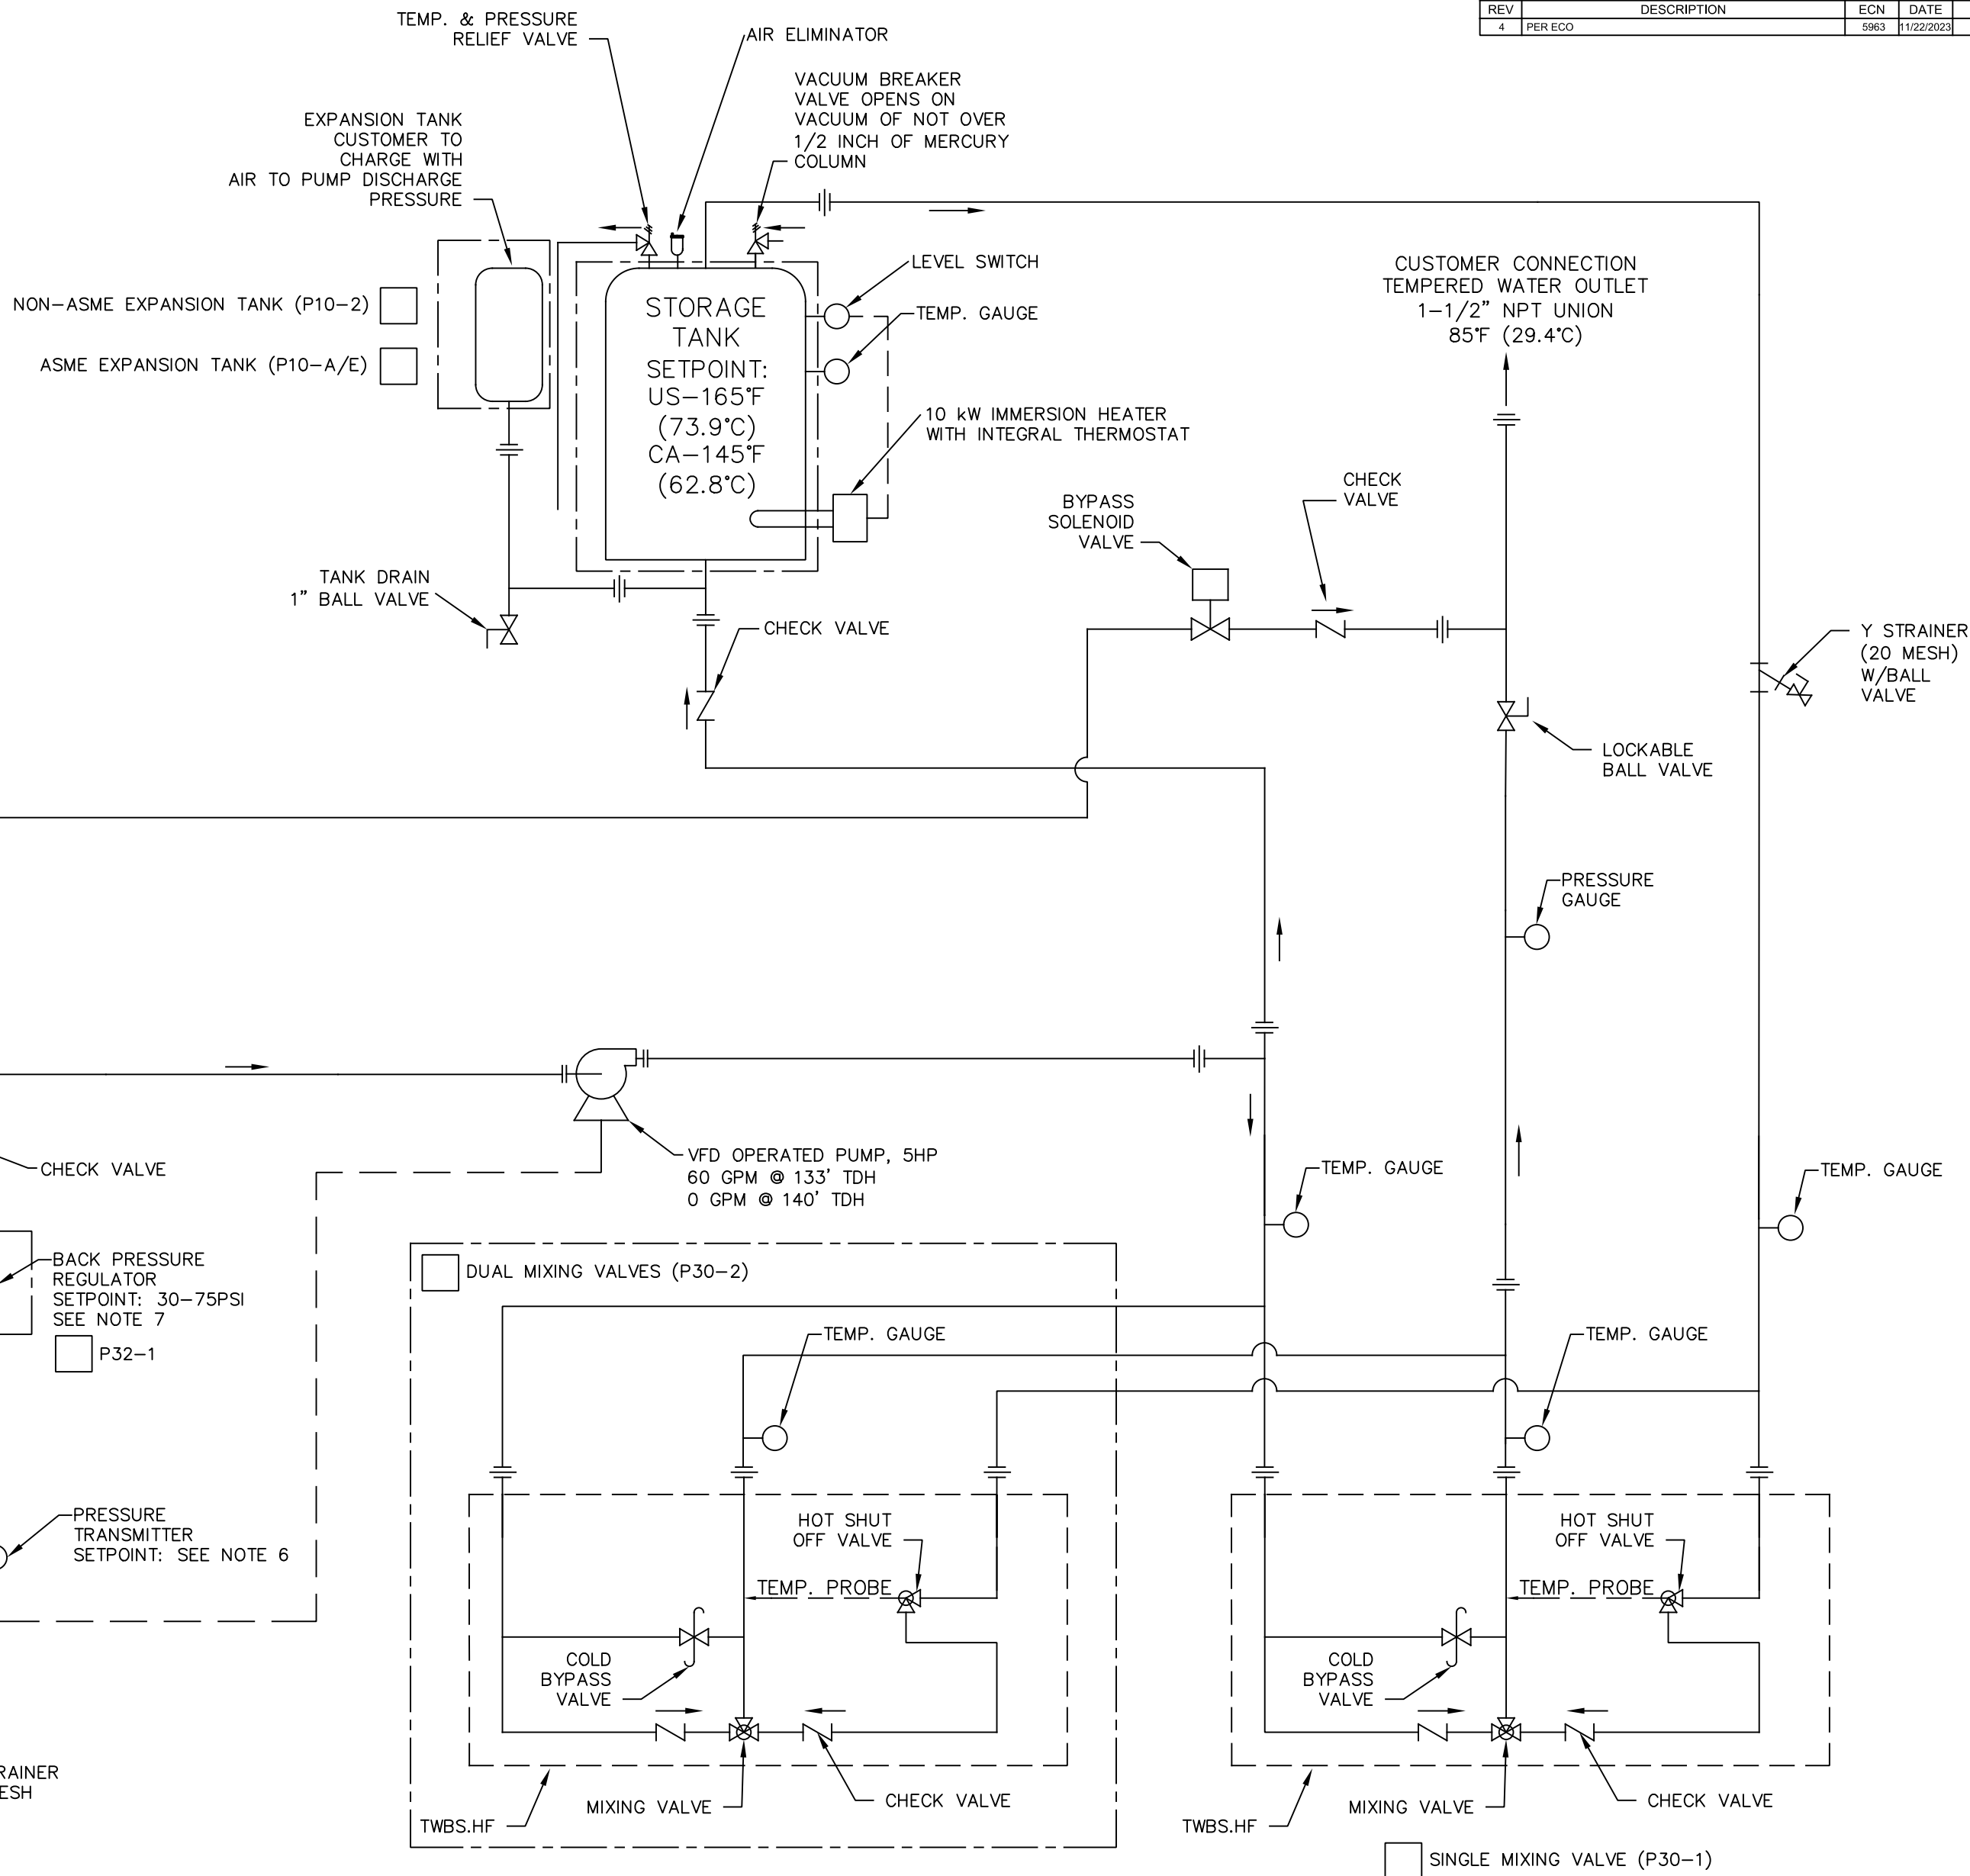 REV DESCRIPTION ECN DATE
4 PER ECO 5963 11/22/2023
TEMP. & PRESSURE
RELIEF VALVE
AIR ELIMINATOR
VACUUM BREAKER
VALVE OPENS ON
VACUUM OF NOT OVER
1/2 INCH OF MERCURY
COLUMN
EXPANSION TANK
CUSTOMER TO
CHARGE WITH
AIR TO PUMP DISCHARGE
PRESSURE
NON-ASME EXPANSION TANK (P10-2)
ASME EXPANSION TANK (P10-A/E)
STORAGE
TANK
SETPOINT:
US-165°F
(73.9°C)
CA-145°F
(62.8°C)
LEVEL SWITCH
TEMP. GAUGE
10 kW IMMERSION HEATER
WITH INTEGRAL THERMOSTAT
CUSTOMER CONNECTION
TEMPERED WATER OUTLET
1-1/2" NPT UNION
85°F (29.4°C)
TANK DRAIN
1" BALL VALVE
CHECK VALVE
BYPASS
SOLENOID
VALVE
CHECK
VALVE
Y STRAINER
(20 MESH)
W/BALL
VALVE
LOCKABLE
BALL VALVE
PRESSURE
GAUGE
CHECK VALVE
VFD OPERATED PUMP, 5HP
60 GPM @ 133' TDH
0 GPM @ 140' TDH
TEMP. GAUGE
TEMP. GAUGE
BACK PRESSURE
REGULATOR
SETPOINT: 30-75PSI
SEE NOTE 7
P32-1
DUAL MIXING VALVES (P30-2)
TEMP. GAUGE
TEMP. GAUGE
PRESSURE
TRANSMITTER
SETPOINT: SEE NOTE 6
HOT SHUT
OFF VALVE
TEMP. PROBE
COLD
BYPASS
VALVE
HOT SHUT
OFF VALVE
TEMP. PROBE
COLD
BYPASS
VALVE
RAINER
ESH
TWBS.HF
MIXING VALVE
CHECK VALVE
TWBS.HF
MIXING VALVE
CHECK VALVE
SINGLE MIXING VALVE (P30-1)